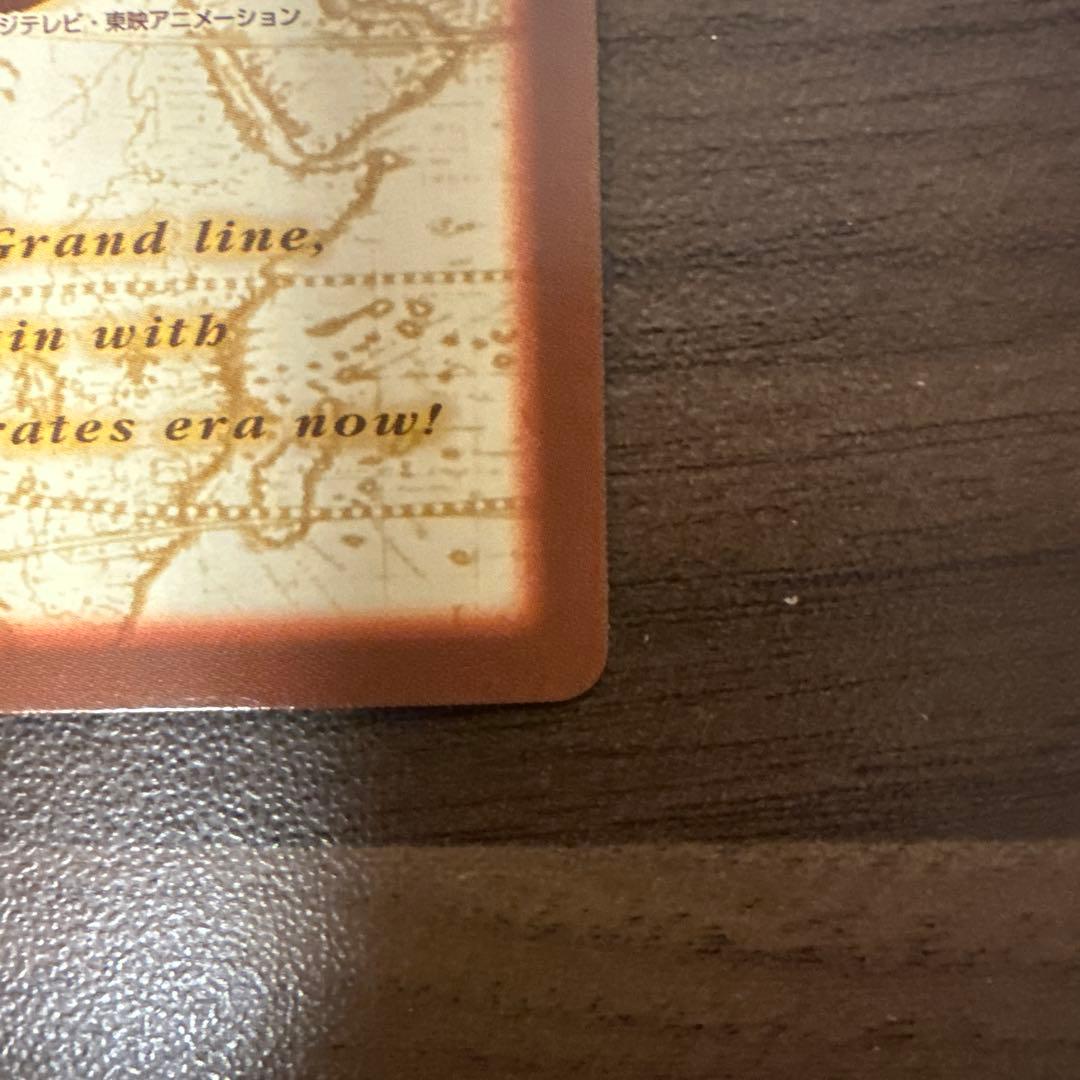 ジテレビ・東映アニメーション
Grand line,
in with
rates era now!